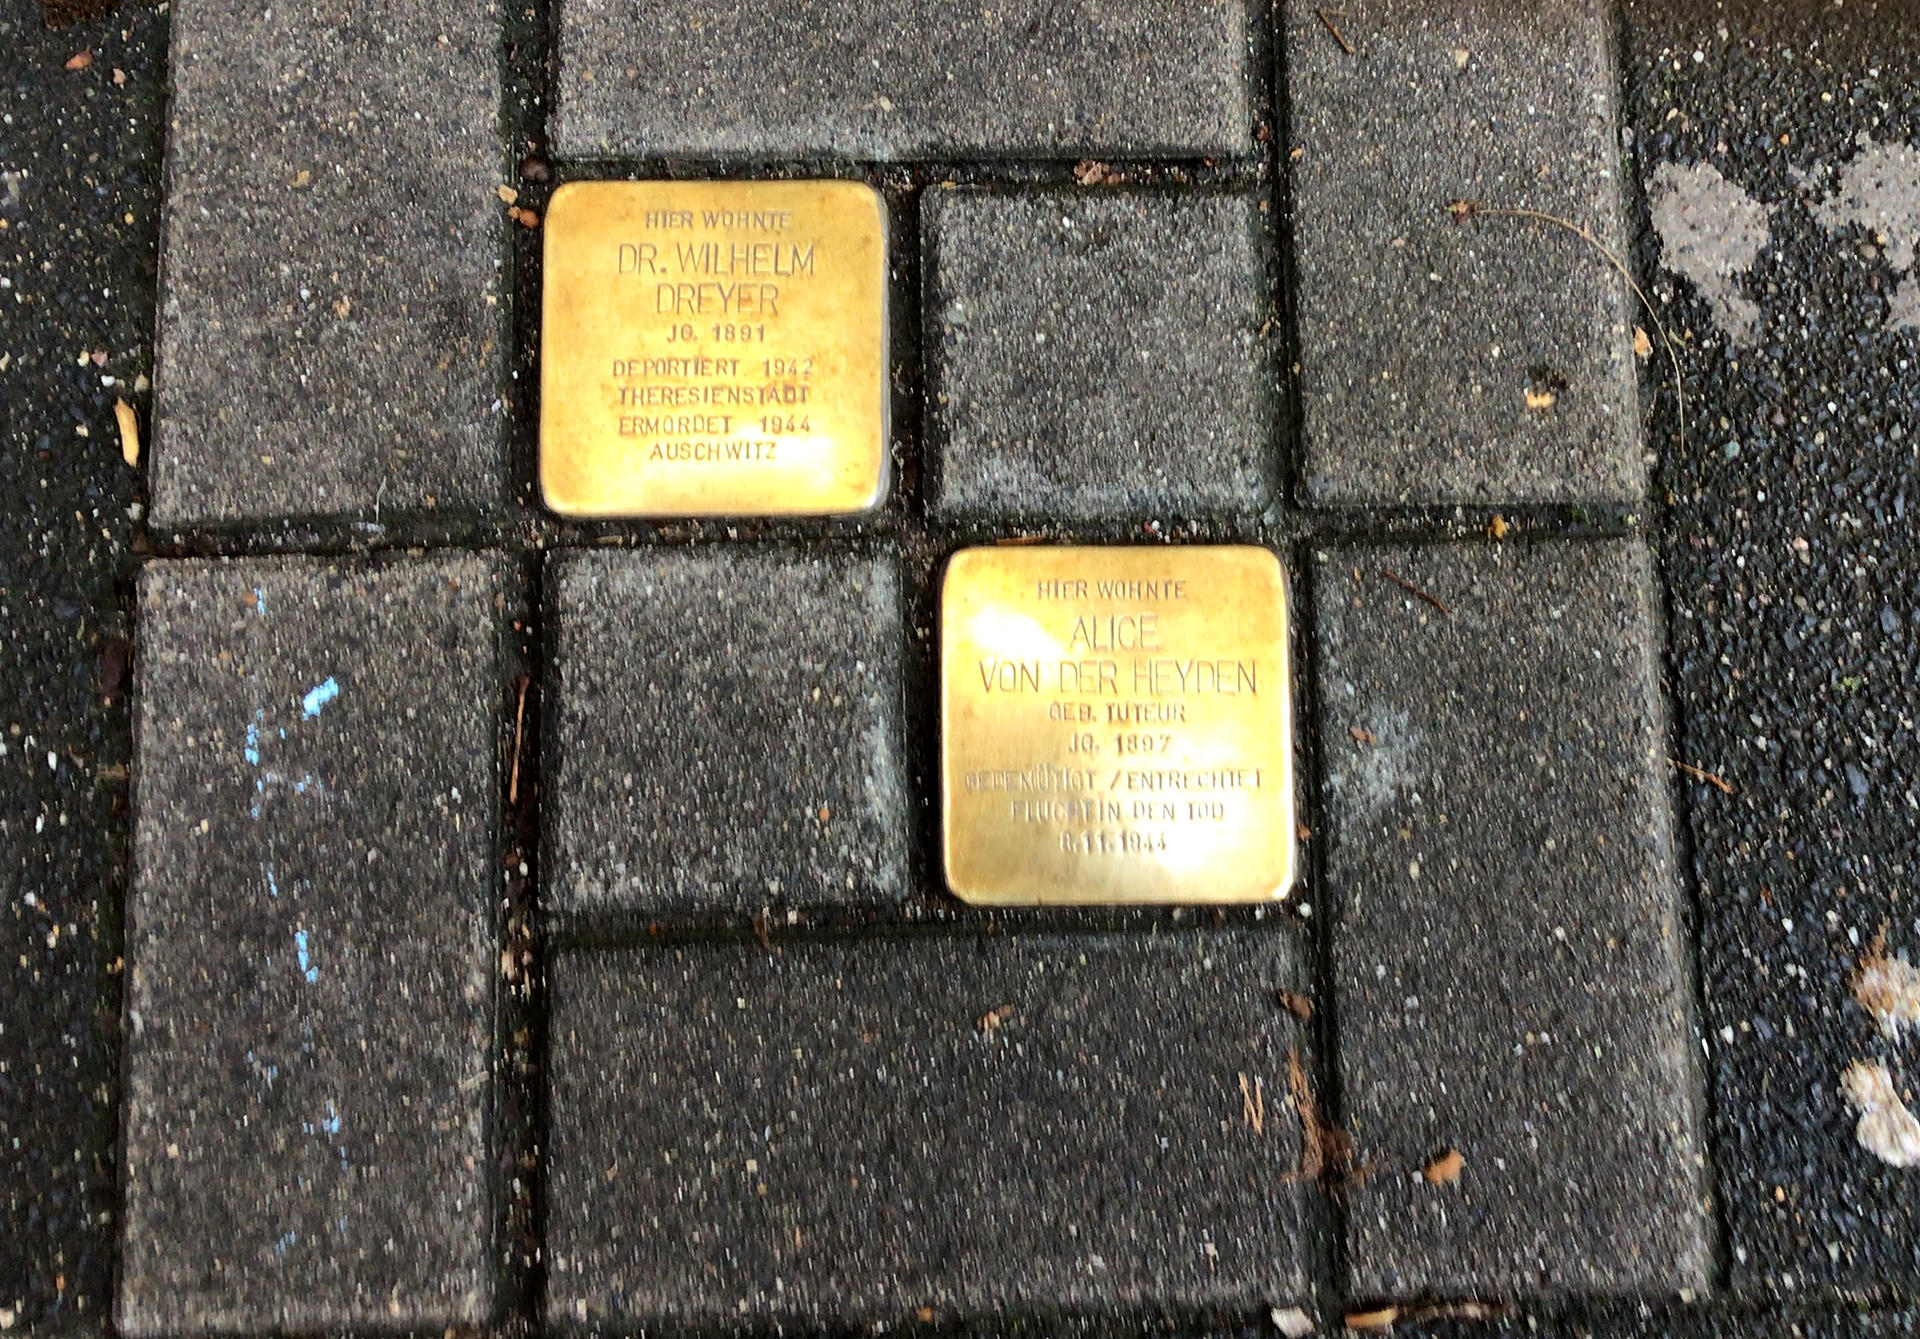 HIER WOHNTE
DR. WILHELM
DREYER
JG. 1891
DEPORTIERT 1942
THERESIENSTADT
ERMORDET 1944
AUSCHWITZ
HIER WOHNTE
ALICE
VON DER HEYDEN
GEB. TUTEUR
JG. 1897
GEDEMÜTIGT / ENTRECHTET
FLUCHT IN DEN TOD
8.11.1944